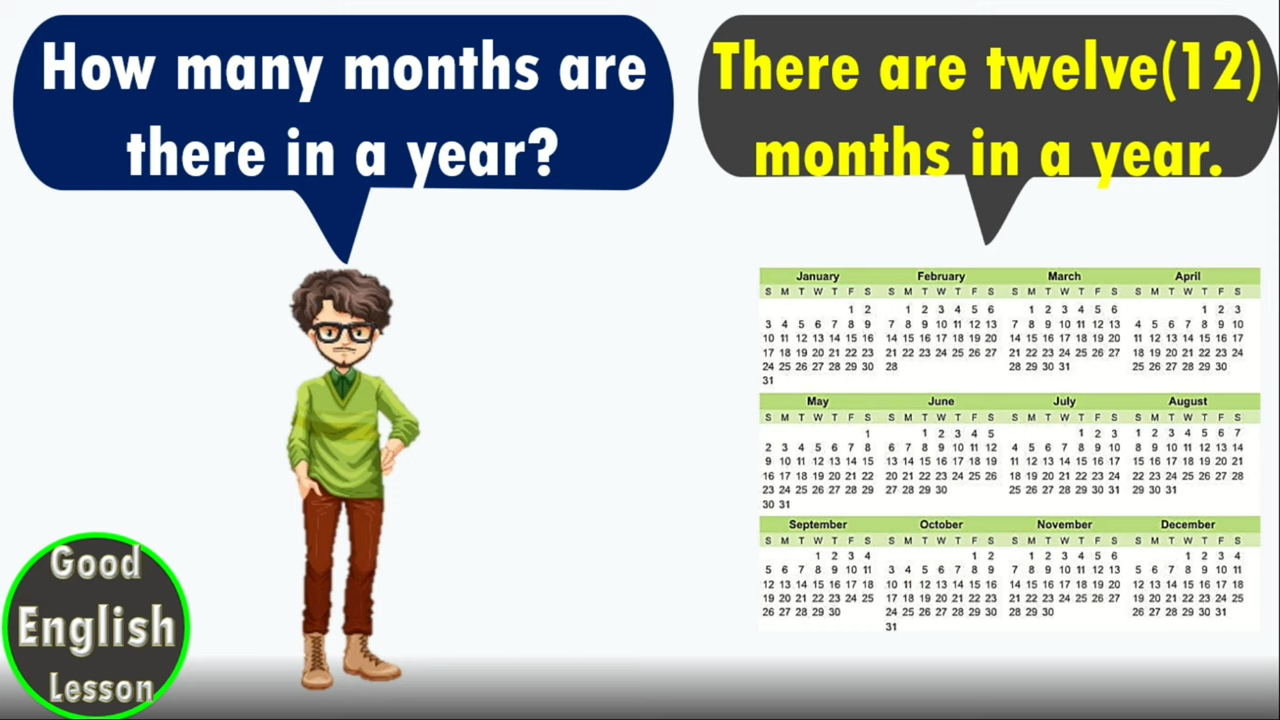 How many months are
there in a year?
There are twelve(12)
months in a year.
January February March April
S M T W T F S S M T W T F S S M T W T F S S M T W T F S
1 2 1 2 3 4 5 6 1 2 3 4 5 6 1 2 3
3 4 5 6 7 8 9 7 8 9 10 11 12 13 7 8 9 10 11 12 13 4 5 6 7 8 9 10
10 11 12 13 14 15 16 14 15 16 17 18 19 20 14 15 16 17 18 19 20 11 12 13 14 15 16 17
17 18 19 20 21 22 23 21 22 23 24 25 26 27 21 22 23 24 25 26 27 18 19 20 21 22 23 24
24 25 26 27 28 29 30 28 28 29 30 31 25 26 27 28 29 30
31
May June July August
S M T W T F S S M T W T F S S M T W T F S S M T W T F S
1 1 2 3 4 5 1 2 3 1 2 3 4 5 6 7
2 3 4 5 6 7 8 6 7 8 9 10 11 12 4 5 6 7 8 9 10 8 9 10 11 12 13 14
9 10 11 12 13 14 15 13 14 15 16 17 18 19 11 12 13 14 15 16 17 15 16 17 18 19 20 21
16 17 18 19 20 21 22 20 21 22 23 24 25 26 18 19 20 21 22 23 24 22 23 24 25 26 27 28
23 24 25 26 27 28 29 27 28 29 30 25 26 27 28 29 30 31 29 30 31
30 31
September October November December
S M T W T F S S M T W T F S S M T W T F S S M T W T F S
1 2 3 4 1 2 1 2 3 4 5 6 1 2 3 4
5 6 7 8 9 10 11 3 4 5 6 7 8 9 7 8 9 10 11 12 13 5 6 7 8 9 10 11
12 13 14 15 16 17 18 10 11 12 13 14 15 16 14 15 16 17 18 19 20 12 13 14 15 16 17 18
19 20 21 22 23 24 25 17 18 19 20 21 22 23 21 22 23 24 25 26 27 19 20 21 22 23 24 25
26 27 28 29 30 24 25 26 27 28 29 30 28 29 30 26 27 28 29 30 31
31
Good
English
Lesson